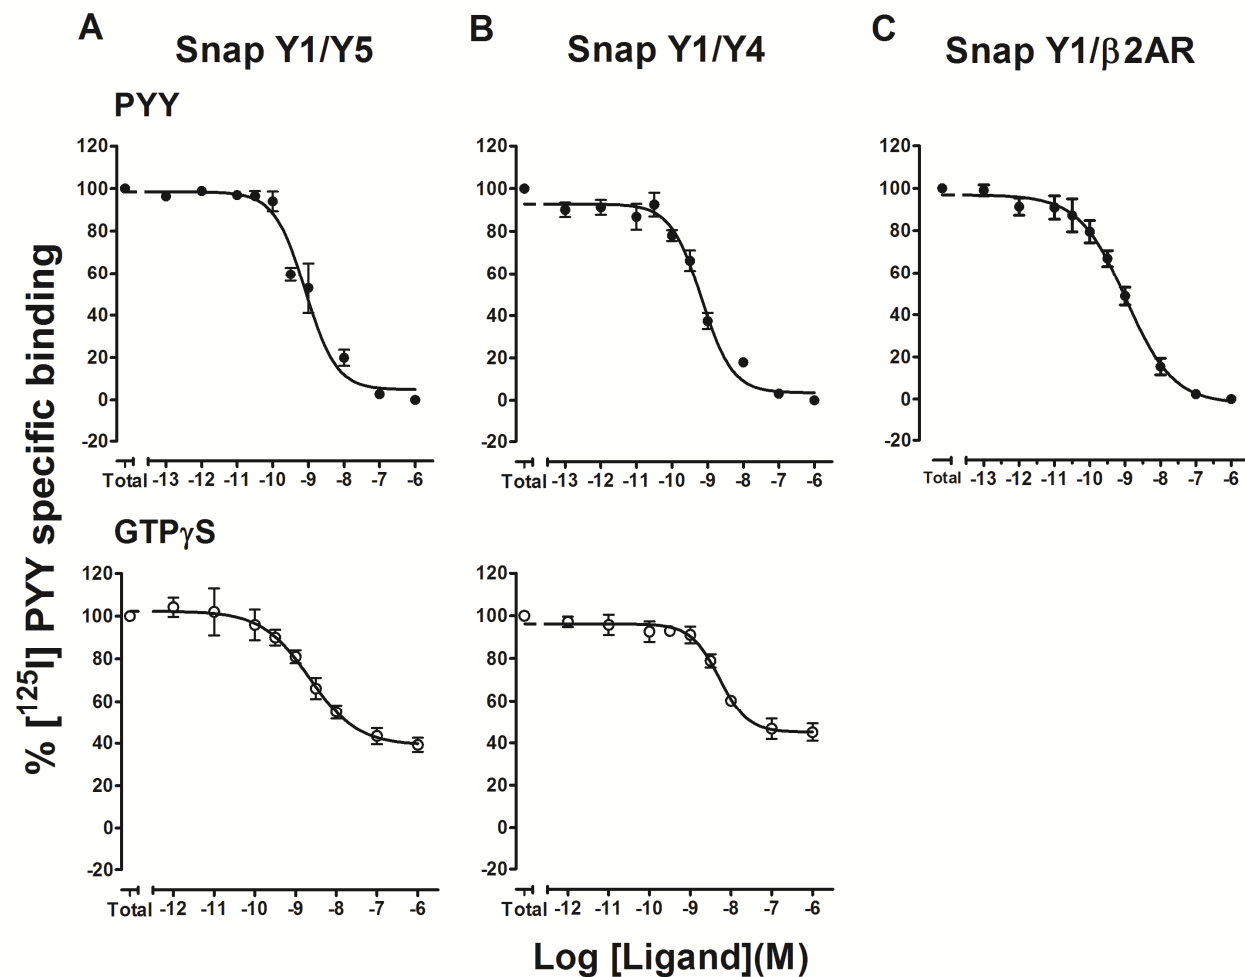 A
Snap Y1/Y5
B
Snap Y1/Y4
C
Snap Y1/β2AR
PYY
120
100
80
60
40
20
0
-20
Total -13 -12 -11 -10 -9 -8 -7 -6
120
100
80
60
40
20
0
-20
Total -13 -12 -11 -10 -9 -8 -7 -6
120
100
80
60
40
20
0
-20
Total -13 -12 -11 -10 -9 -8 -7 -6
% [125I] PYY specific binding
GTPγS
120
100
80
60
40
20
0
-20
Total -12 -11 -10 -9 -8 -7 -6
120
100
80
60
40
20
0
-20
Total -12 -11 -10 -9 -8 -7 -6
Log [Ligand](M)